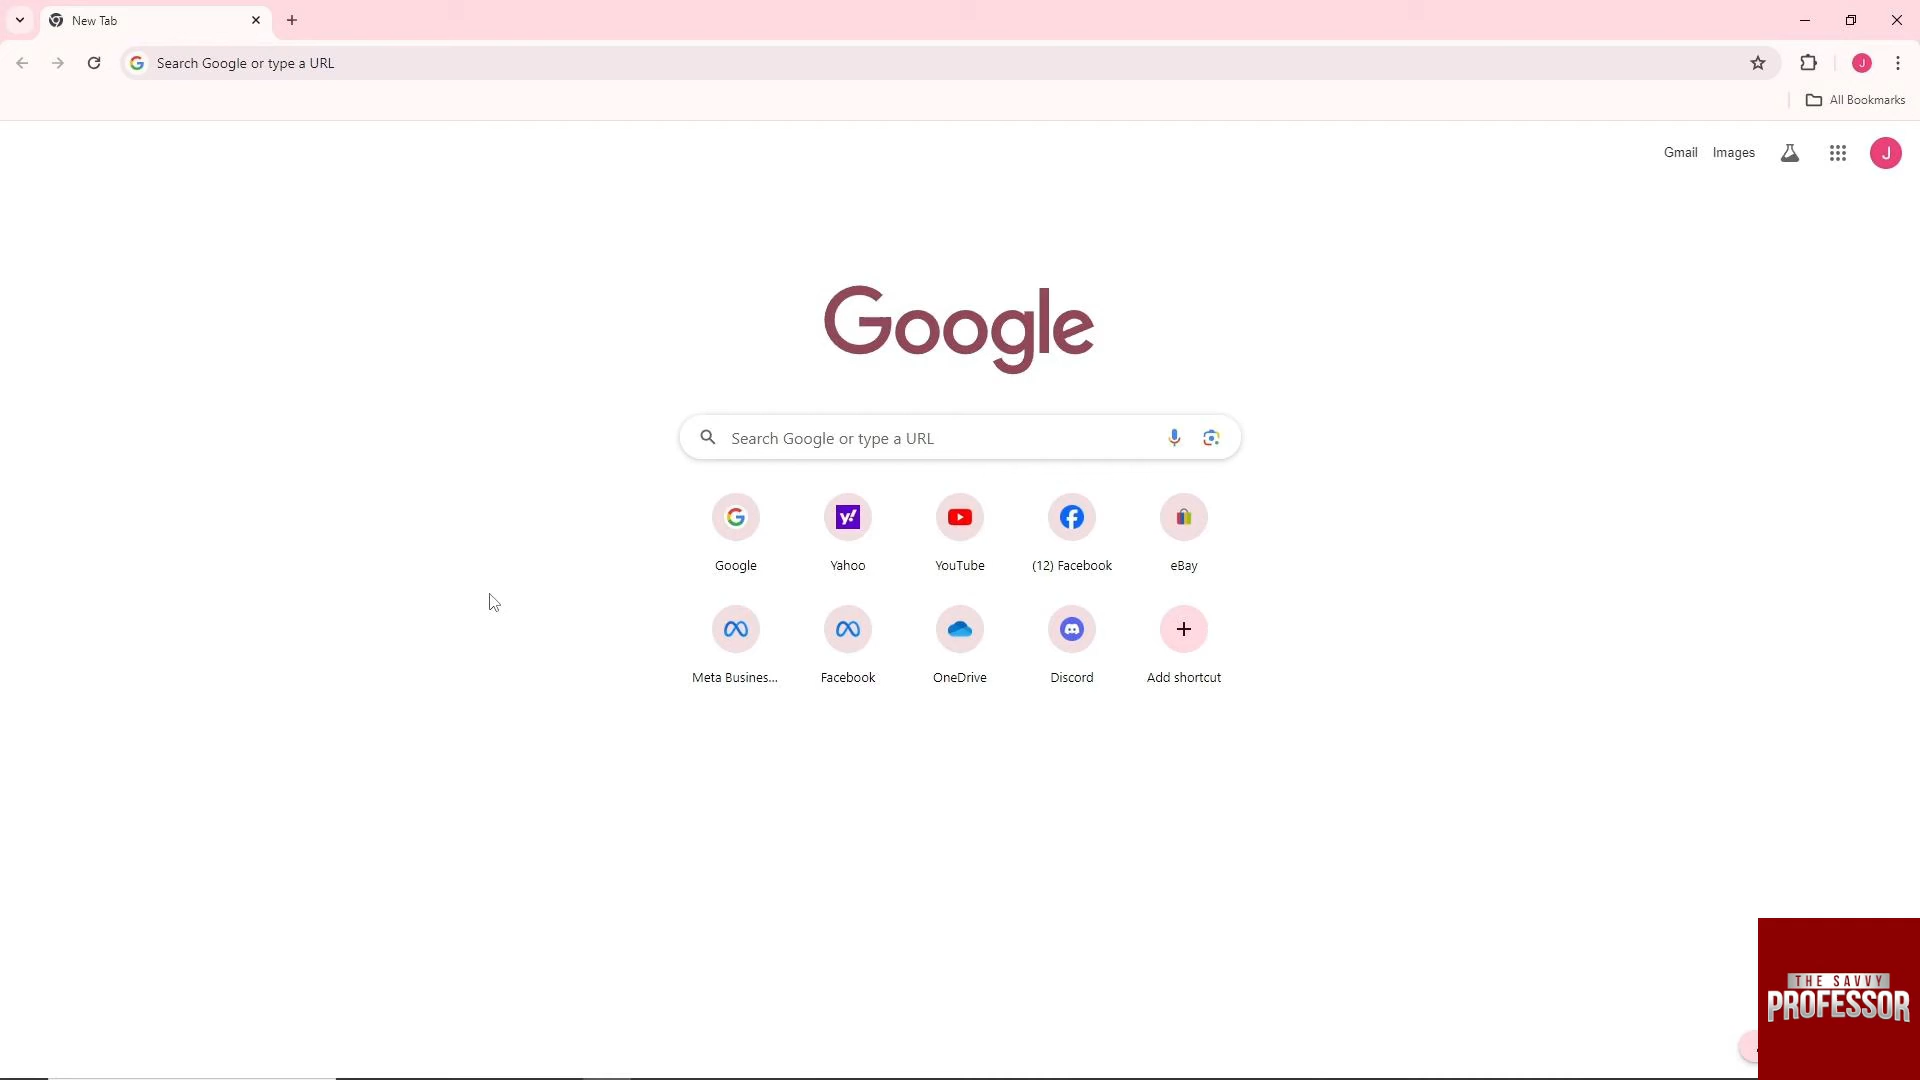 New Tab
Search Google or type a URL
All Bookmarks
Gmail Images
J
J
Google
Search Google or type a URL
Google Yahoo YouTube (12) Facebook eBay
Meta Busines... Facebook OneDrive Discord Add shortcut
THE SAVVY
PROFESSOR